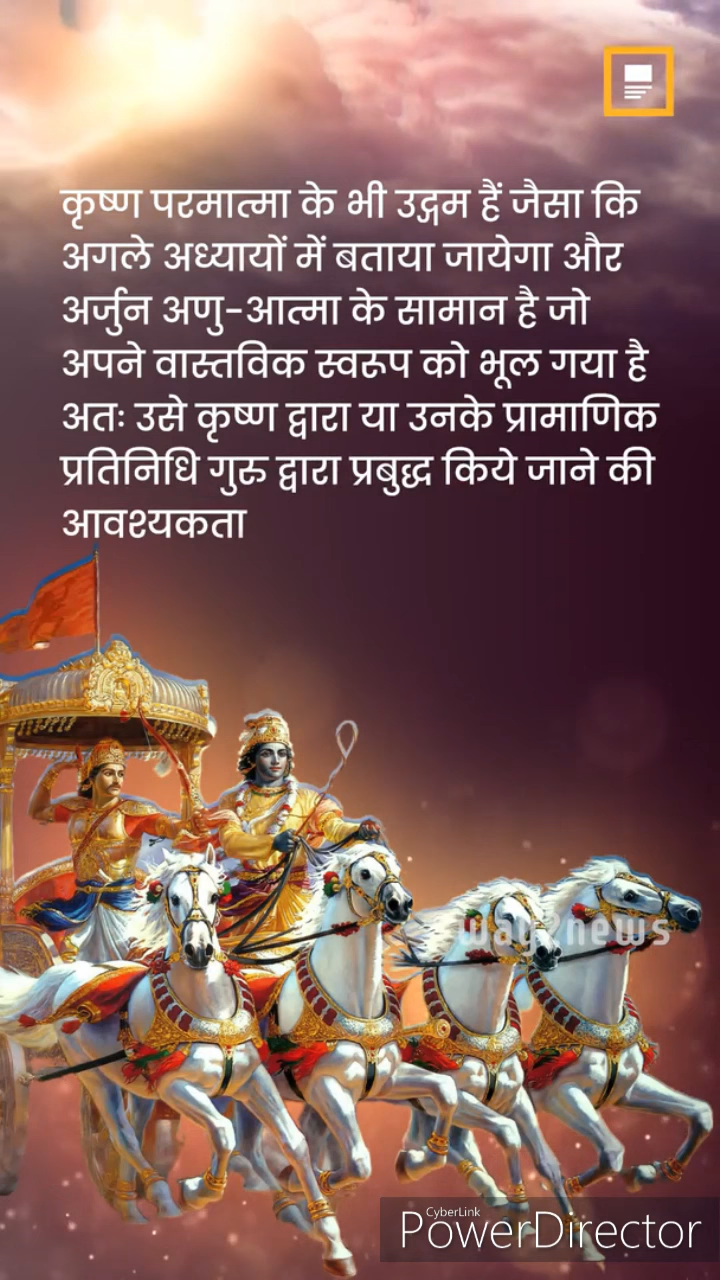 कृष्ण परमात्मा के भी उद्गम हैं जैसा कि
अगले अध्यायों में बताया जायेगा और
अर्जुन अणु-आत्मा के सामान है जो
अपने वास्तविक स्वरूप को भूल गया है
अतः उसे कृष्ण द्वारा या उनके प्रामाणिक
प्रतिनिधि गुरु द्वारा प्रबुद्ध किये जाने की
आवश्यकता
way2news
CyberLink
PowerDirector